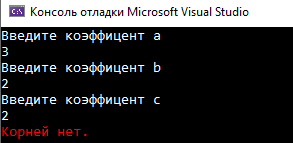 Консоль отладки Microsoft Visual Studio
Введите коэффицент a
3
Введите коэффицент b
2
Введите коэффицент c
2
Корней нет.